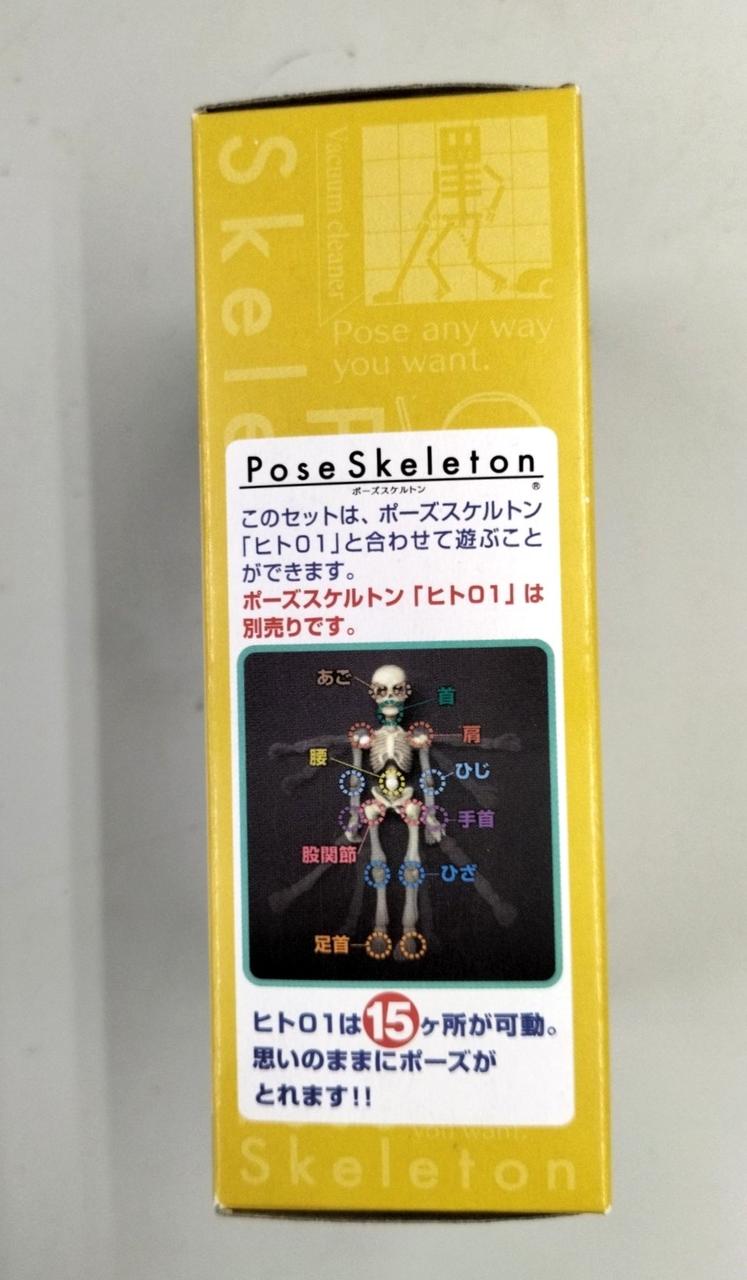 Skele
Vacuum cleaner
Pose any way
you want.
PoseSkeleton
ポーズスケルトン
®
このセットは、ポーズスケルトン
「ヒト01」と合わせて遊ぶこと
ができます。
ポーズスケルトン「ヒト01」は
別売りです。
あご
首
肩
腰
ひじ
手首
股関節
ひざ
足首
ヒト01は15ヶ所が可動。
思いのままにポーズが
とれます!!
you want.
Skeleton